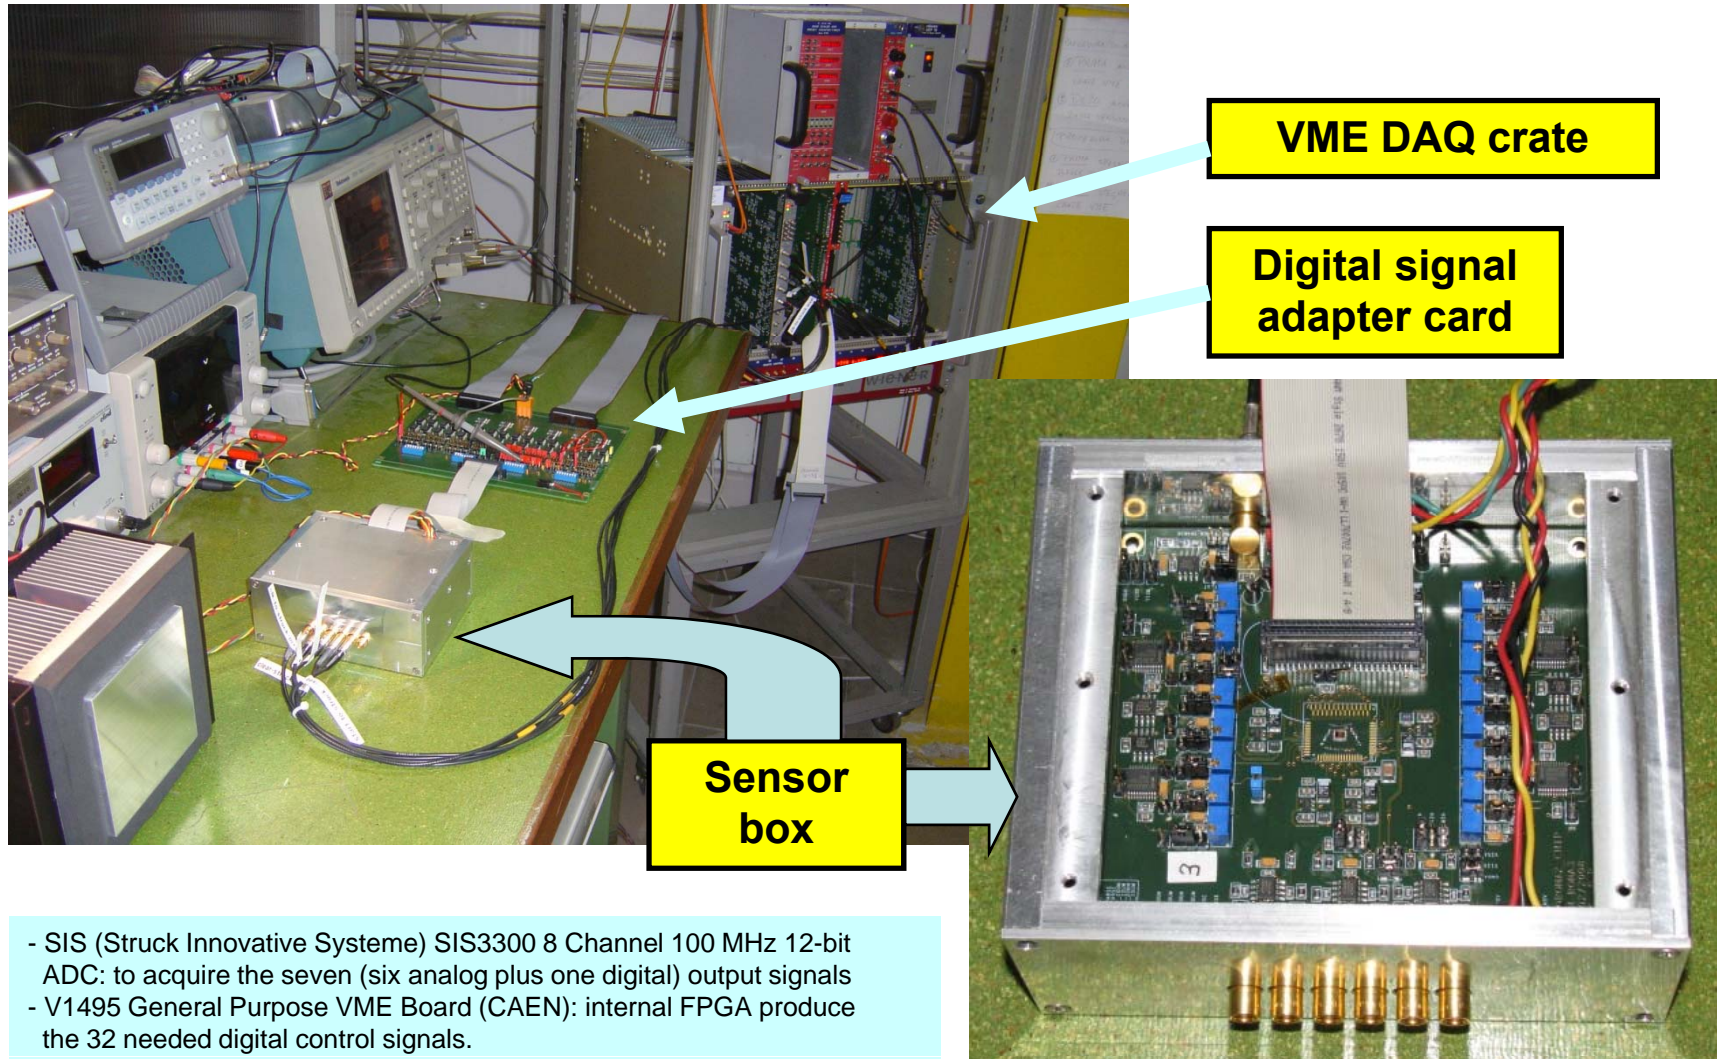 VME DAQ crate
Digital signal
adapter card
WIENER
Sensor
box
3
- SIS (Struck Innovative Systeme) SIS3300 8 Channel 100 MHz 12-bit
ADC: to acquire the seven (six analog plus one digital) output signals
- V1495 General Purpose VME Board (CAEN): internal FPGA produce
the 32 needed digital control signals.